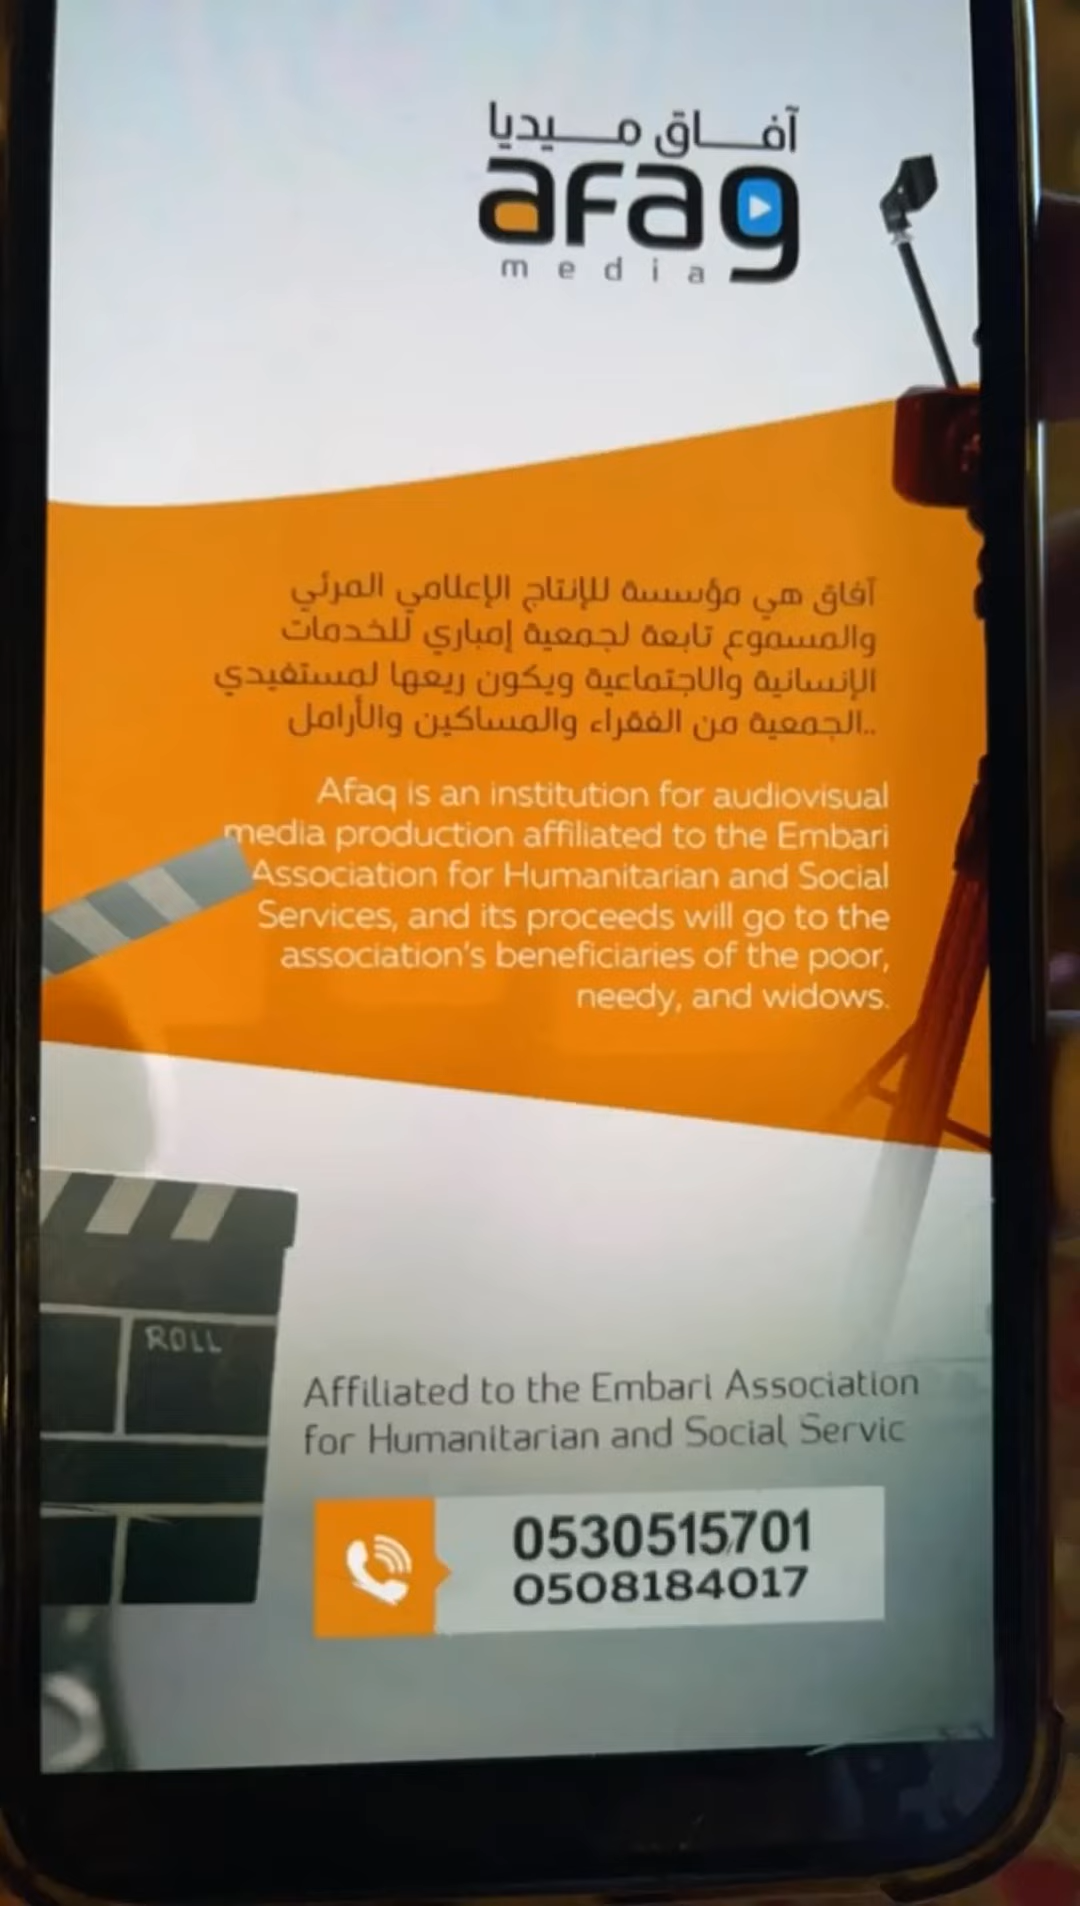 آفاق ميديا
afaq
media
آفاق هي مؤسسة للإنتاج الإعلامي المرئي
والمسموع تابعة لجمعية إمباري للخدمات
الإنسانية والاجتماعية ويكون ريعها لمستفيدي
الجمعية من الفقراء والمساكين والأرامل..
Afaq is an institution for audiovisual
media production affiliated to the Embari
Association for Humanitarian and Social
Services, and its proceeds will go to the
association's beneficiaries of the poor,
needy, and widows.
ROLL
Affiliated to the Embari Association
for Humanitarian and Social Servic
0530515701
0508184017